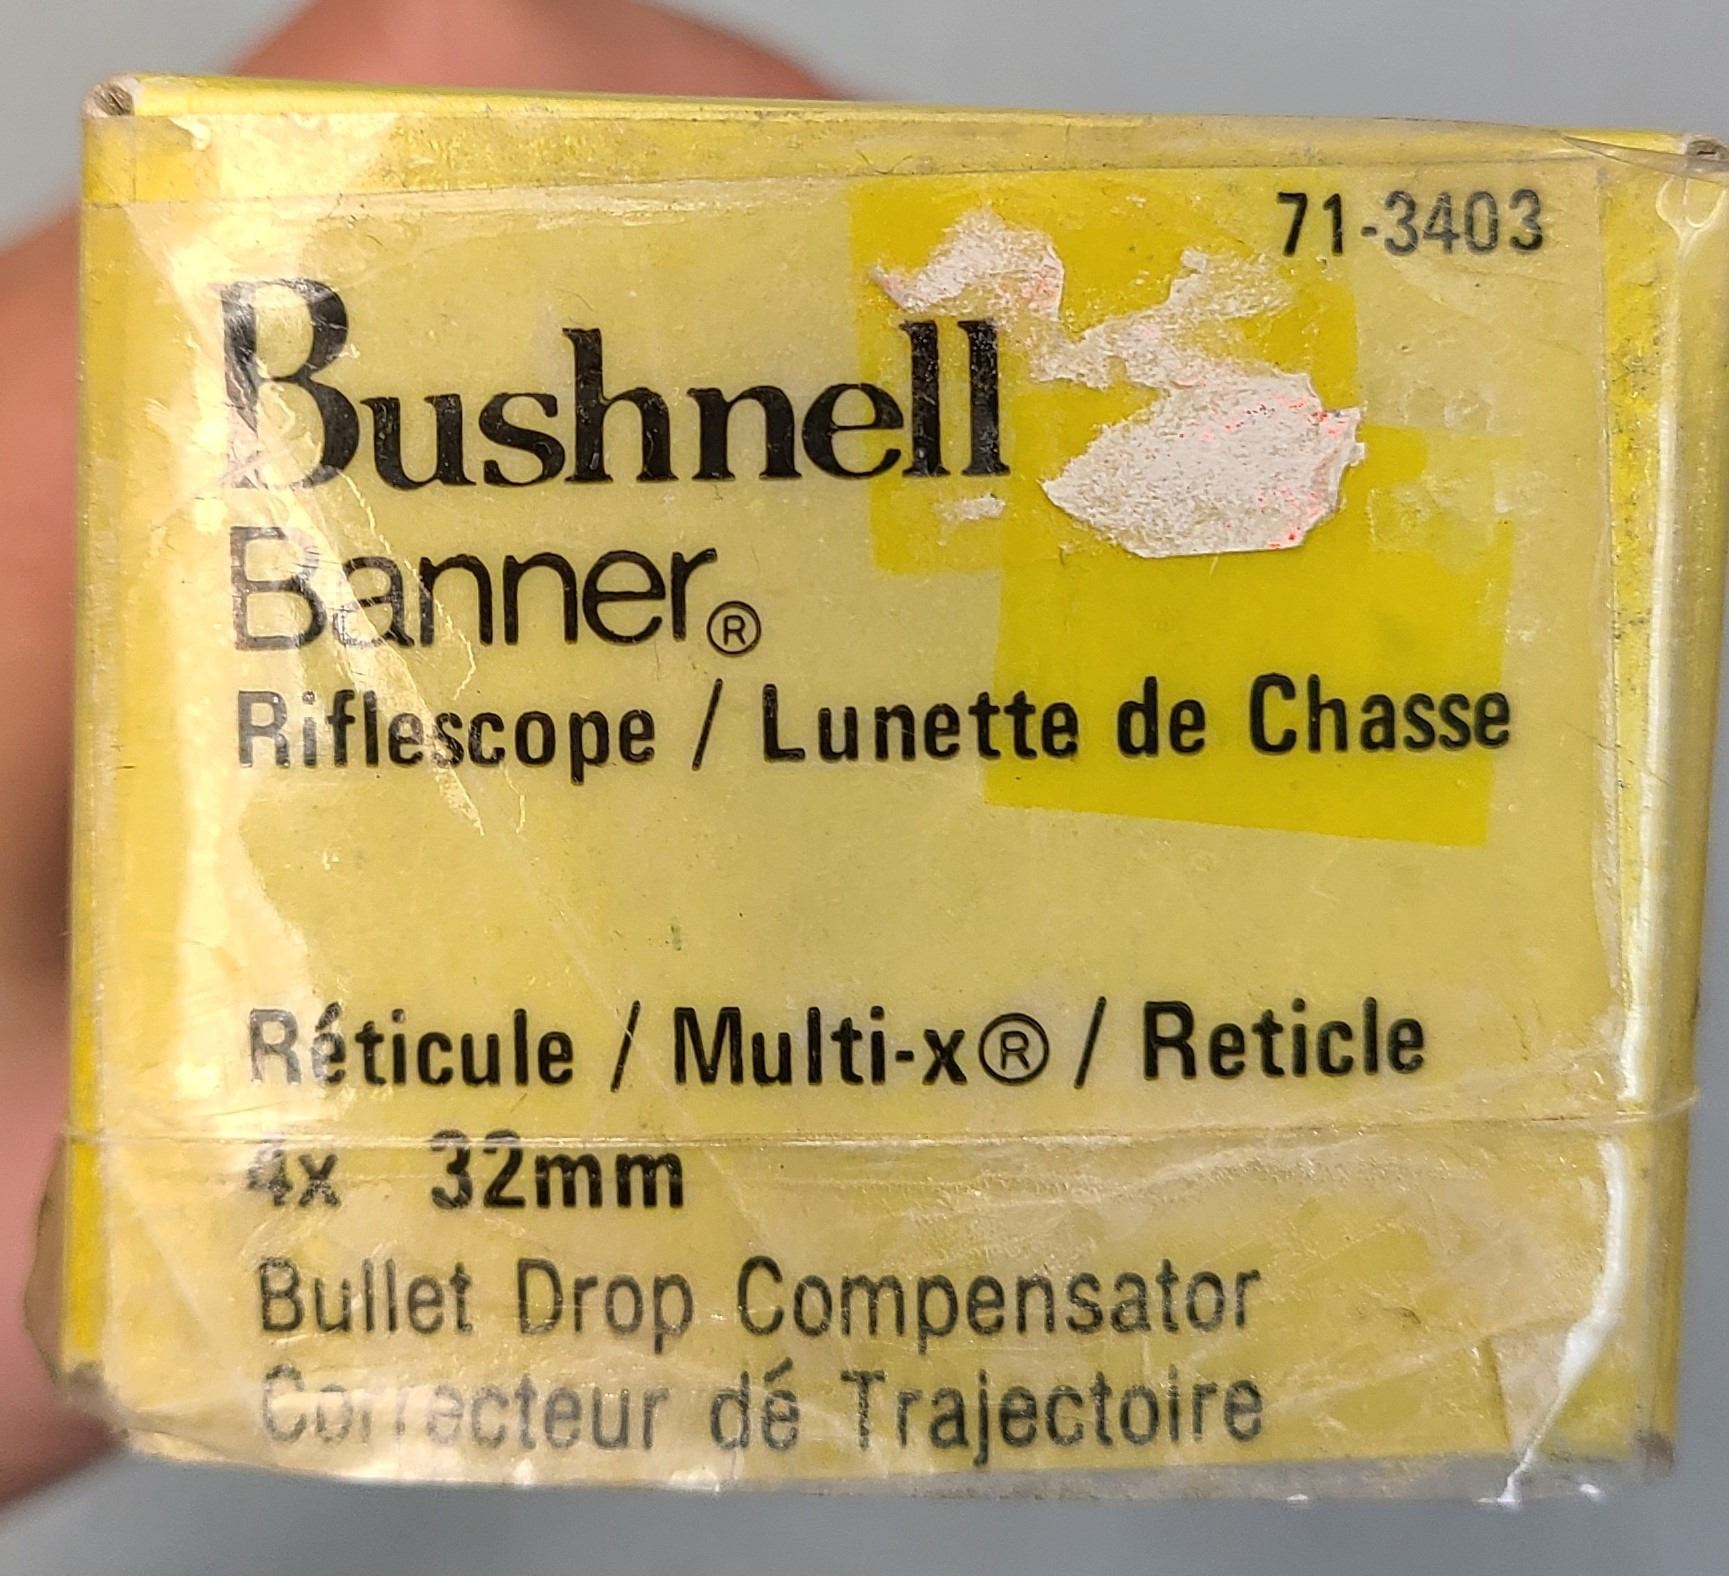 71-3403
Bushnell
Banner®
Riflescope / Lunette de Chasse
Réticule / Multi-x® / Reticle
4x 32mm
Bullet Drop Compensator
Correcteur dé Trajectoire